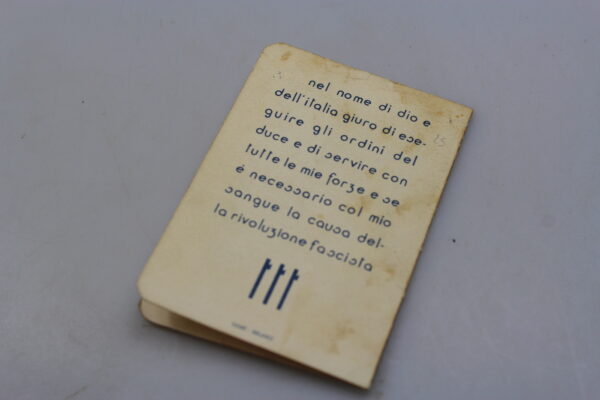 nel nome di dio e
dell'italia giuro di ese-
guire gli ordini del
duce e di servire con
tutte le mie forze e se
é necessario col mio
sangue la causa del-
la rivoluzione fascista
25